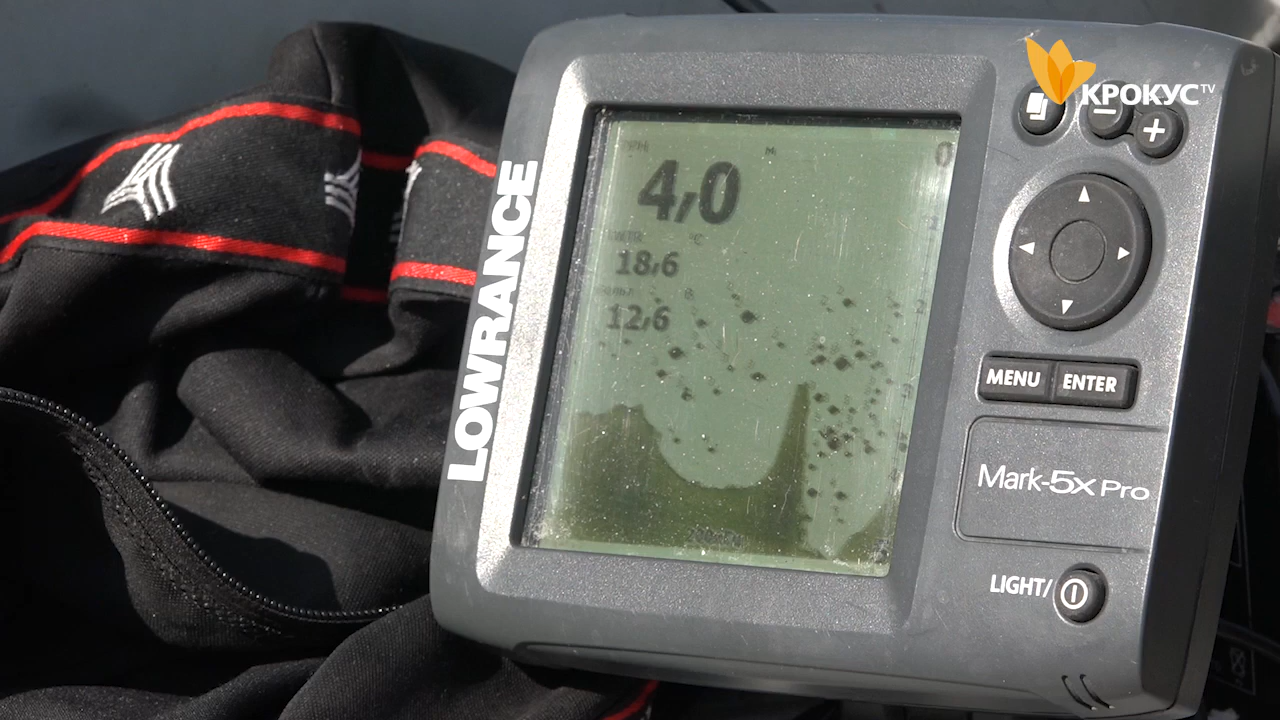 КРОКУС TV
LOWRANCE
4,0
°C
18,6
12,6
MENU
ENTER
Mark-5x Pro
LIGHT/